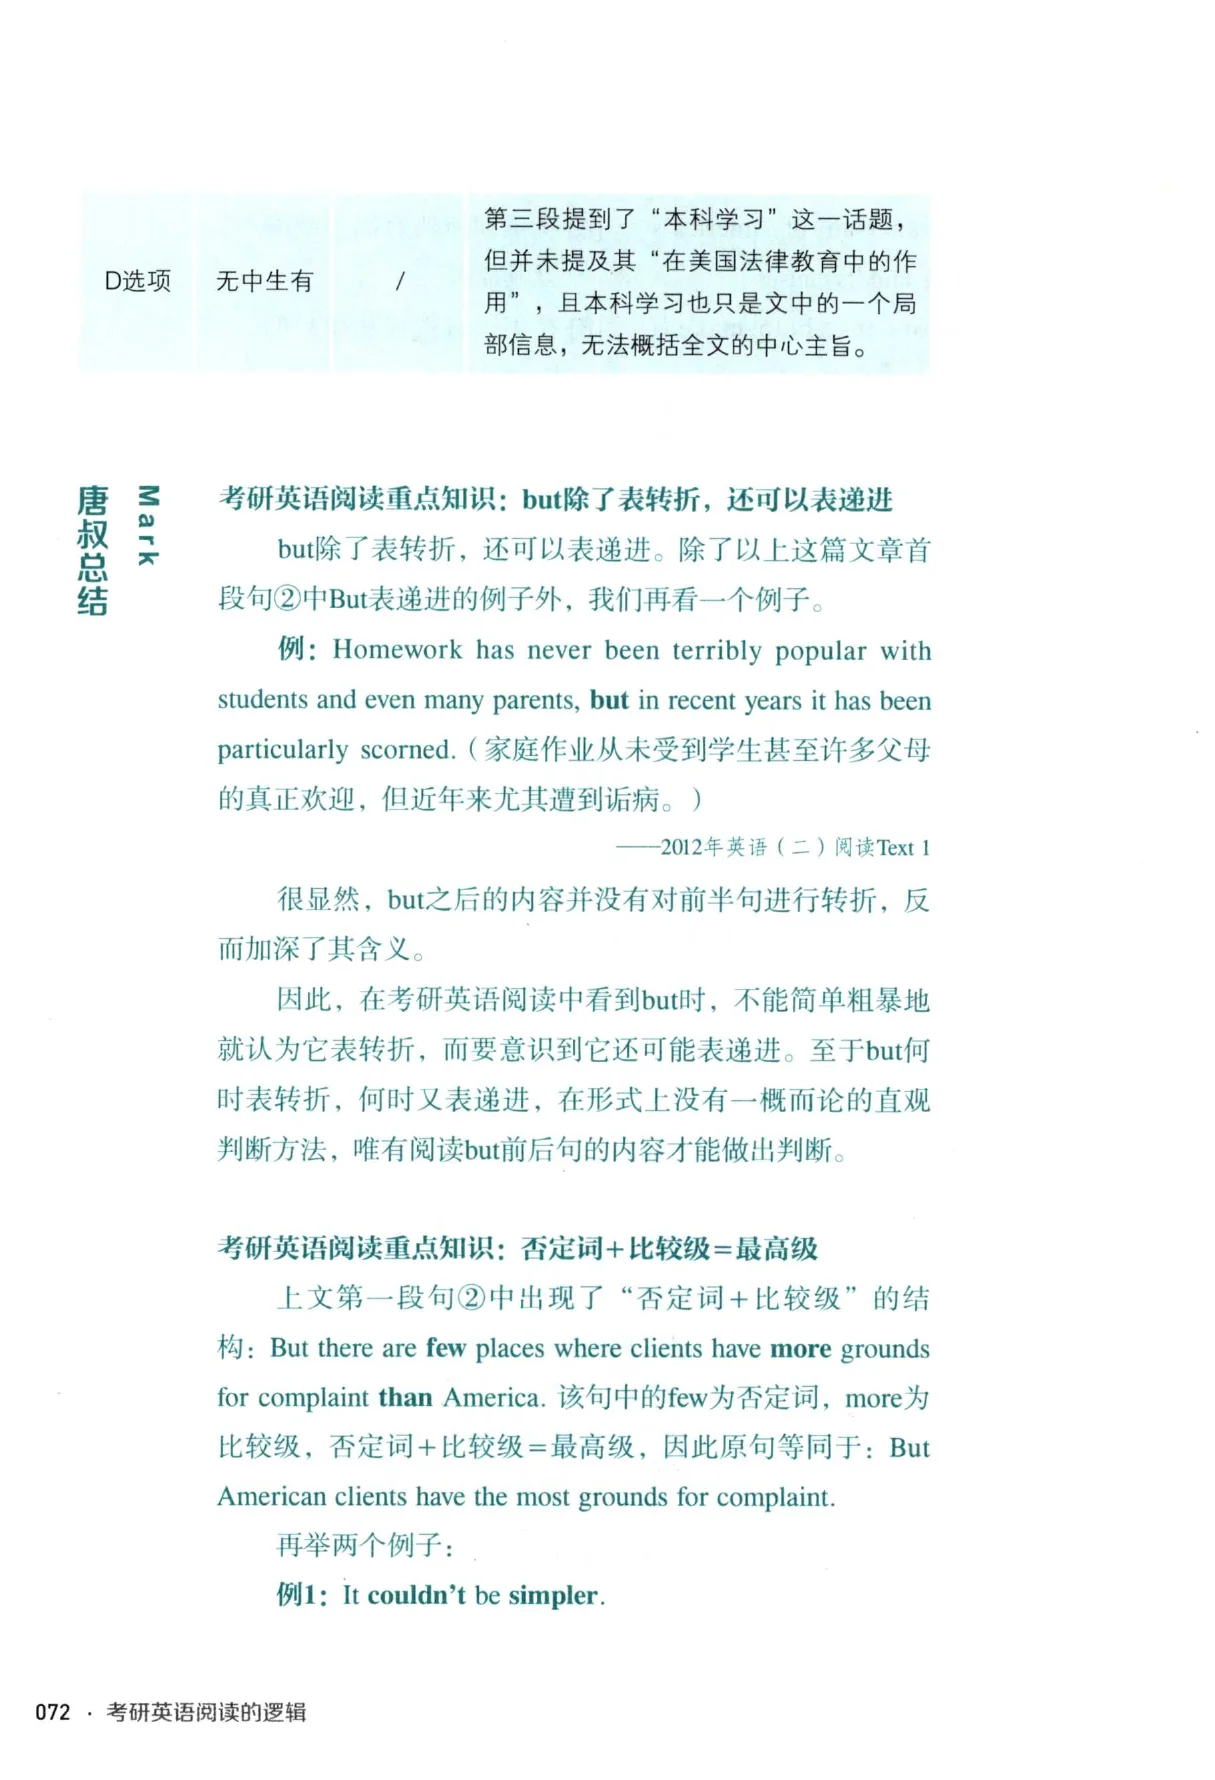 D选项
无中生有
/
第三段提到了“本科学习”这一话题，
但并未提及其“在美国法律教育中的作
用”，且本科学习也只是文中的一个局
部信息，无法概括全文的中心主旨。
Mark
唐叔总结
考研英语阅读重点知识：but除了表转折，还可以表递进
but除了表转折，还可以表递进。除了以上这篇文章首
段句②中But表递进的例子外，我们再看一个例子。
例：Homework has never been terribly popular with
students and even many parents, but in recent years it has been
particularly scorned.（家庭作业从未受到学生甚至许多父母
的真正欢迎，但近年来尤其遭到诟病。）
——2012年英语（二）阅读Text 1
很显然，but之后的内容并没有对前半句进行转折，反
而加深了其含义。
因此，在考研英语阅读中看到but时，不能简单粗暴地
就认为它表转折，而要意识到它还可能表递进。至于but何
时表转折，何时又表递进，在形式上没有一概而论的直观
判断方法，唯有阅读but前后句的内容才能做出判断。
考研英语阅读重点知识：否定词+比较级=最高级
上文第一段句②中出现了“否定词+比较级”的结
构：But there are few places where clients have more grounds
for complaint than America. 该句中的few为否定词，more为
比较级，否定词+比较级=最高级，因此原句等同于：But
American clients have the most grounds for complaint.
再举两个例子：
例1：It couldn't be simpler.
072 · 考研英语阅读的逻辑